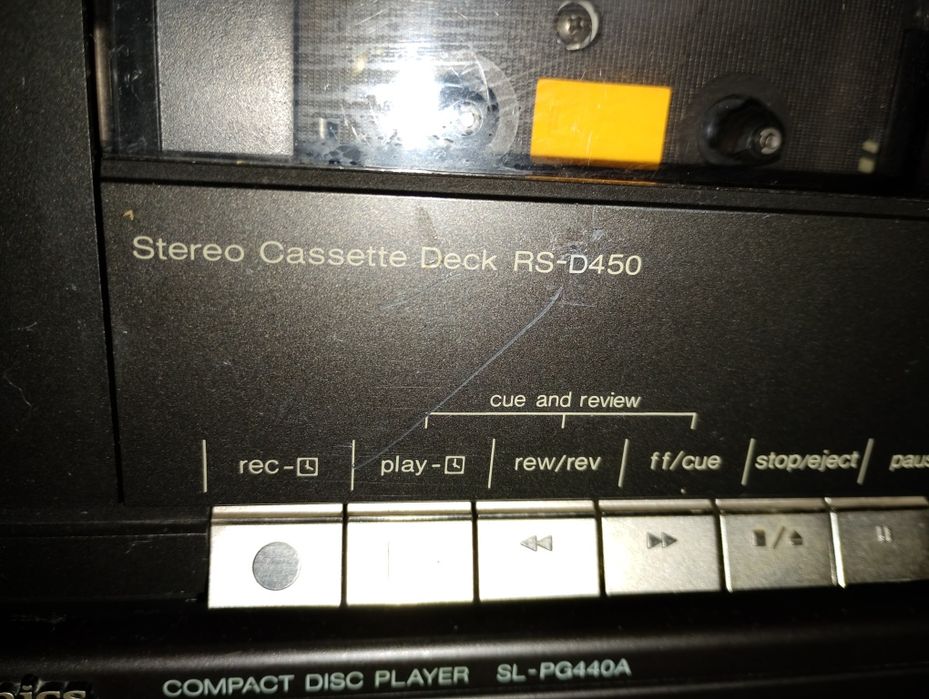 Stereo Cassette Deck RS-D450
cue and review
rec- play- rew/rev ff/cue stop/eject
COMPACT DISC PLAYER SL-PG440A